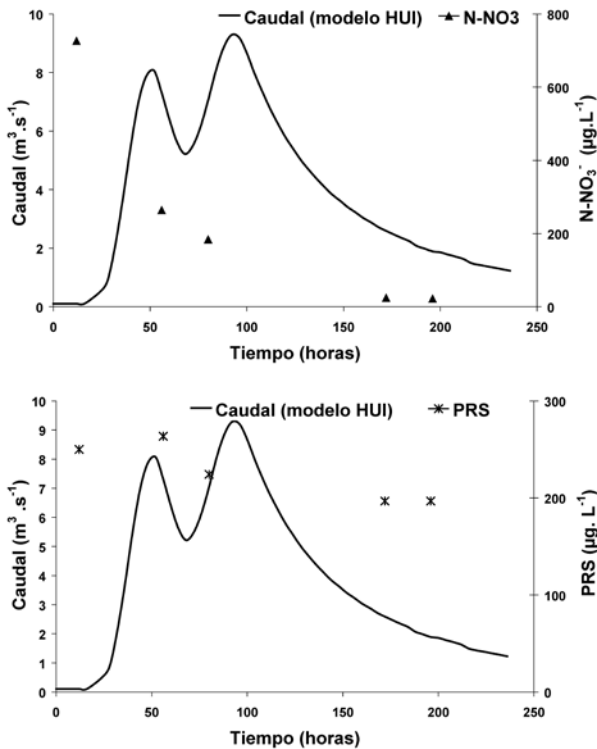 Caudal (modelo HUI) N-NO3
10 800
8 600
6 400
4
2 200
0 0
0 50 100 150 200 250
Caudal (m³.s⁻¹)
N-NO₃⁻ (µg.L⁻¹)
Tiempo (horas)
Caudal (modelo HUI) PRS
10 300
9
8
7 200
6
5
4
3 100
2
1
0 0
0 50 100 150 200 250
Caudal (m³ .s⁻¹)
PRS (µg. L⁻¹)
Tiempo (horas)